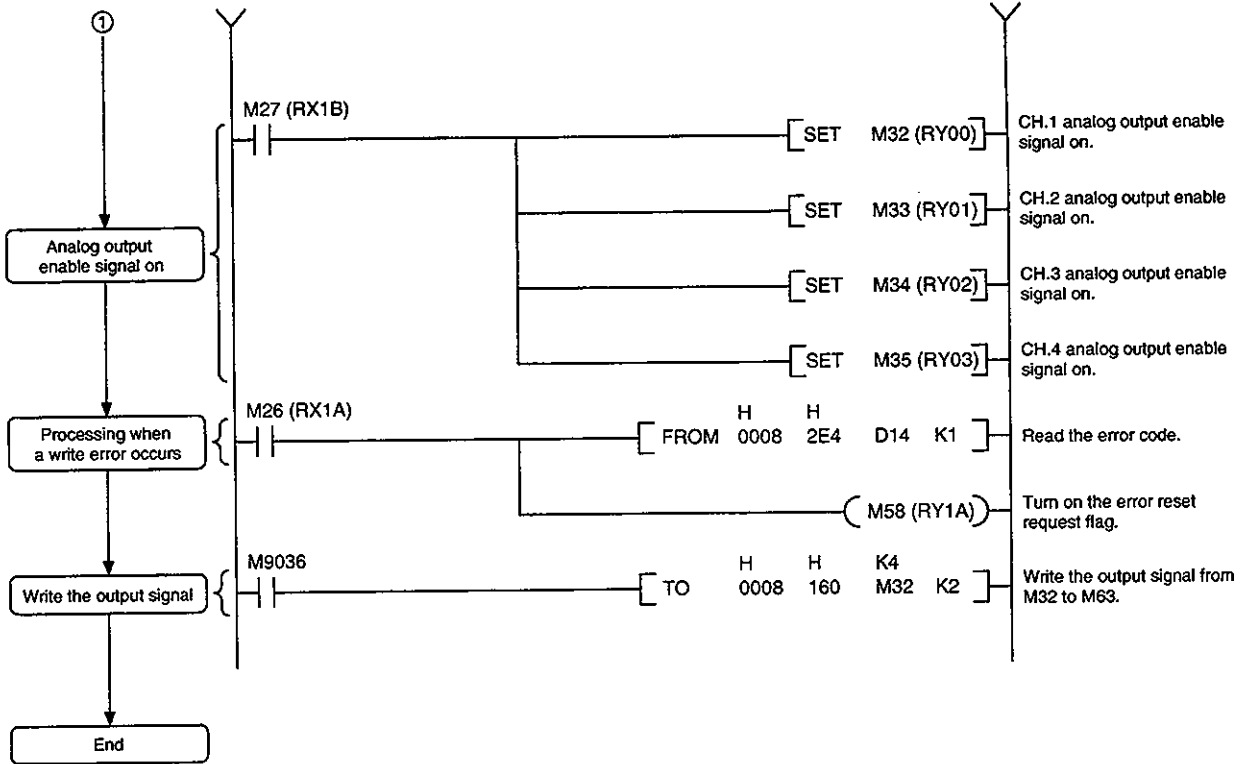 ①
M27 (RX1B)
SET M32 (RY00)
CH.1 analog output enable
signal on.
SET M33 (RY01)
CH.2 analog output enable
signal on.
Analog output
enable signal on
SET M34 (RY02)
CH.3 analog output enable
signal on.
SET M35 (RY03)
CH.4 analog output enable
signal on.
M26 (RX1A)
Processing when
a write error occurs
H H
FROM 0008 2E4 D14 K1
Read the error code.
M58 (RY1A)
Turn on the error reset
request flag.
M9036
Write the output signal
H H K4
TO 0008 160 M32 K2
Write the output signal from
M32 to M63.
End